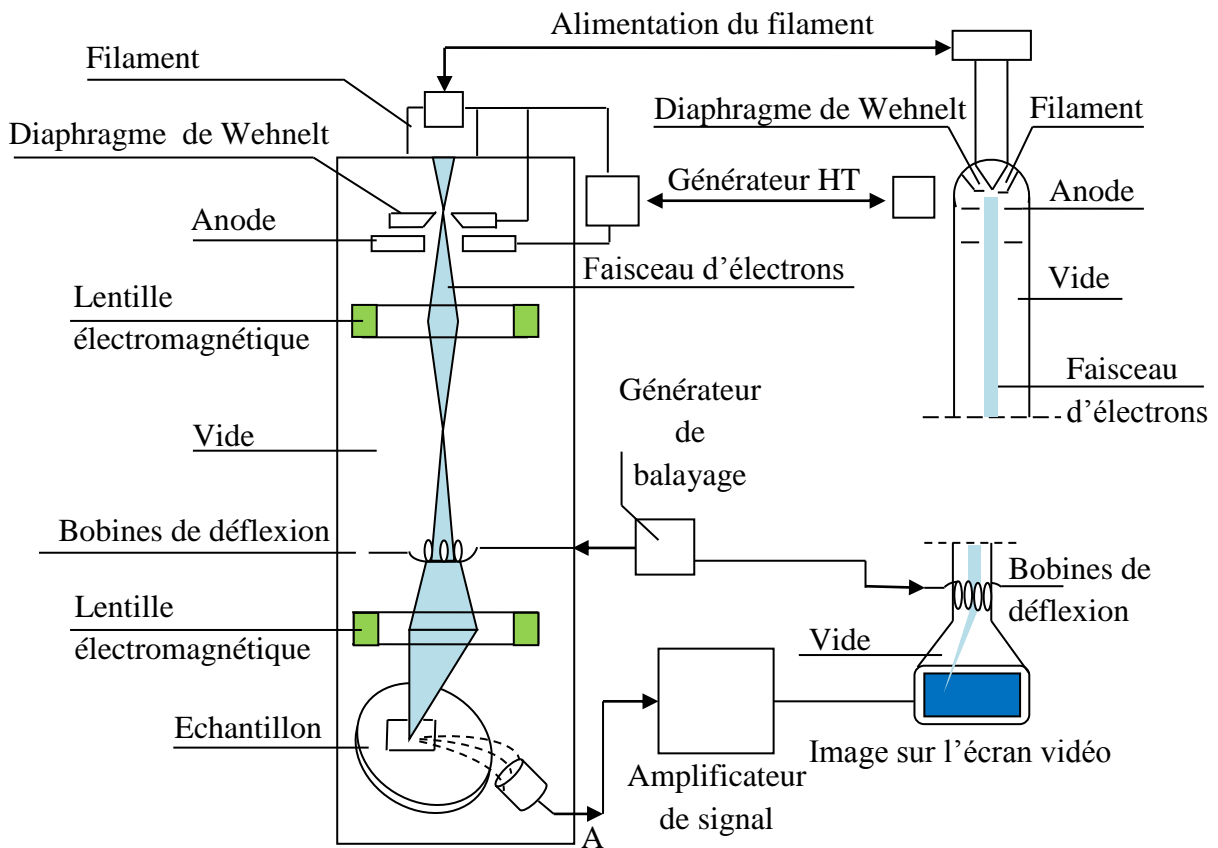 Alimentation du filament
Filament
Diaphragme de Wehnelt
Diaphragme de Wehnelt
Filament
Générateur HT
Anode
Anode
Faisceau d’électrons
Vide
Lentille
électromagnétique
Faisceau
d’électrons
Générateur
de
balayage
Vide
Bobines de déflexion
Bobines de
déflexion
Lentille
électromagnétique
Vide
Echantillon
Image sur l’écran vidéo
Amplificateur
de signal
A